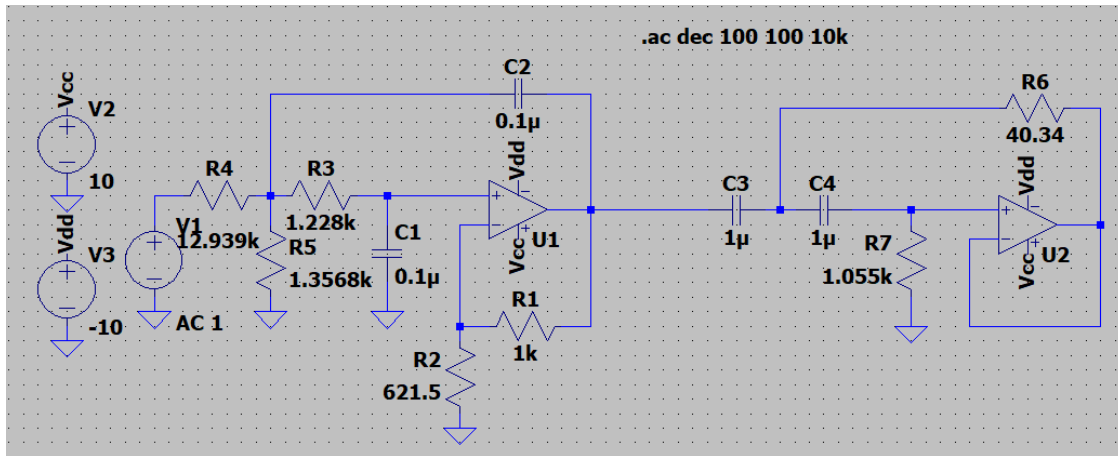 .ac dec 100 100 10k
C2
0.1µ
R6
40.34
Vcc
V2
10
Vdd
V3
-10
R4
12.939k
V1
AC 1
R3
1.228k
R5
1.3568k
C1
0.1µ
Vdd
Vcc
U1
R1
1k
R2
621.5
C3
1µ
C4
1µ
R7
1.055k
Vdd
Vcc
U2